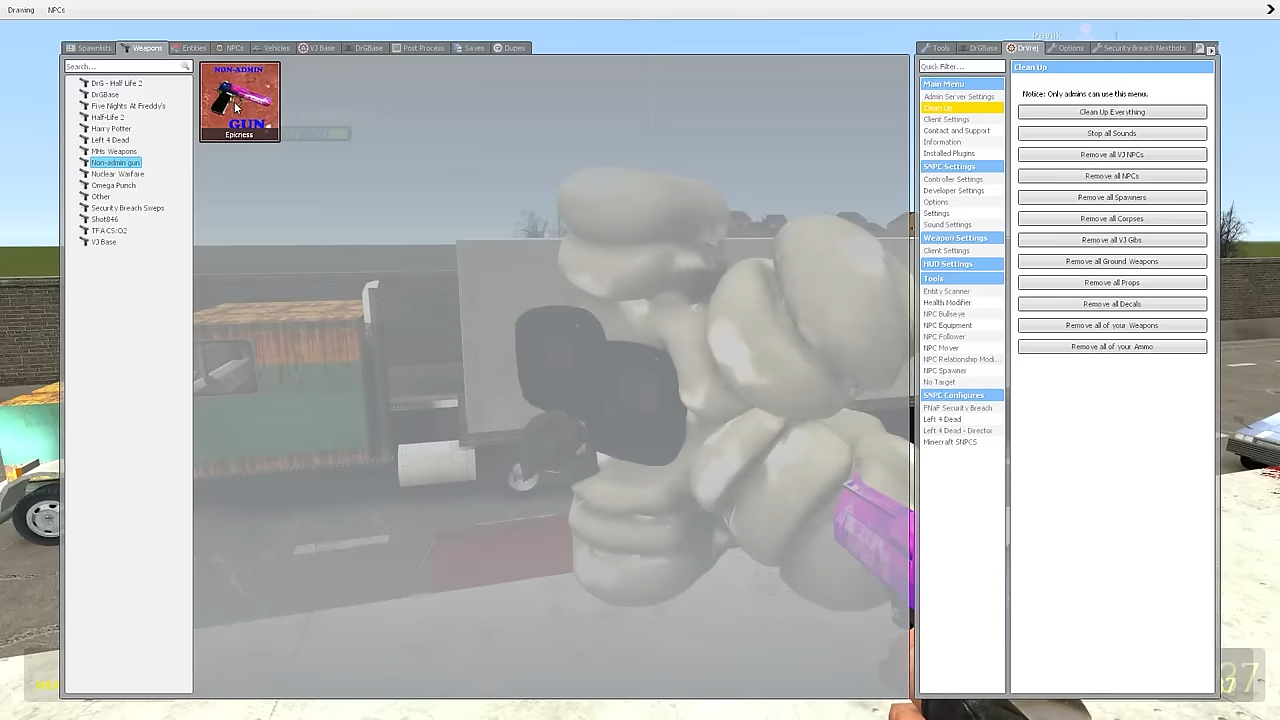 Drawing NPCs
Pavlik
Spawnlists Weapons Entities NPCs Vehicles VJ Base DrGBase Post Process Saves Dupes
Search...
DrG - Half Life 2
DrGBase
Five Nights At Freddy's
Half-Life 2
Harry Potter
Left 4 Dead
MHs Weapons
Non-admin gun
Nuclear Warfare
Omega Punch
Other
Security Breach Sweps
Shot846
TFA CS:O2
VJ Base
NON-ADMIN
GUN
Epicness
Tools DrGBase DrVrej Options Security Breach Nextbots
Quick Filter...
Main Menu
Admin Server Settings
Clean Up
Client Settings
Contact and Support
Information
Installed Plugins
SNPC Settings
Controller Settings
Developer Settings
Options
Settings
Sound Settings
Weapon Settings
Client Settings
HUD Settings
Tools
Entity Scanner
Health Modifier
NPC Bullseye
NPC Equipment
NPC Follower
NPC Mover
NPC Relationship Modi...
NPC Spawner
No Target
SNPC Configures
FNaF Security Breach
Left 4 Dead
Left 4 Dead - Director
Minecraft SNPCS
Clean Up
Notice: Only admins can use this menu.
Clean Up Everything
Stop all Sounds
Remove all VJ NPCs
Remove all NPCs
Remove all Spawners
Remove all Corpses
Remove all VJ Gibs
Remove all Ground Weapons
Remove all Props
Remove all Decals
Remove all of your Weapons
Remove all of your Ammo